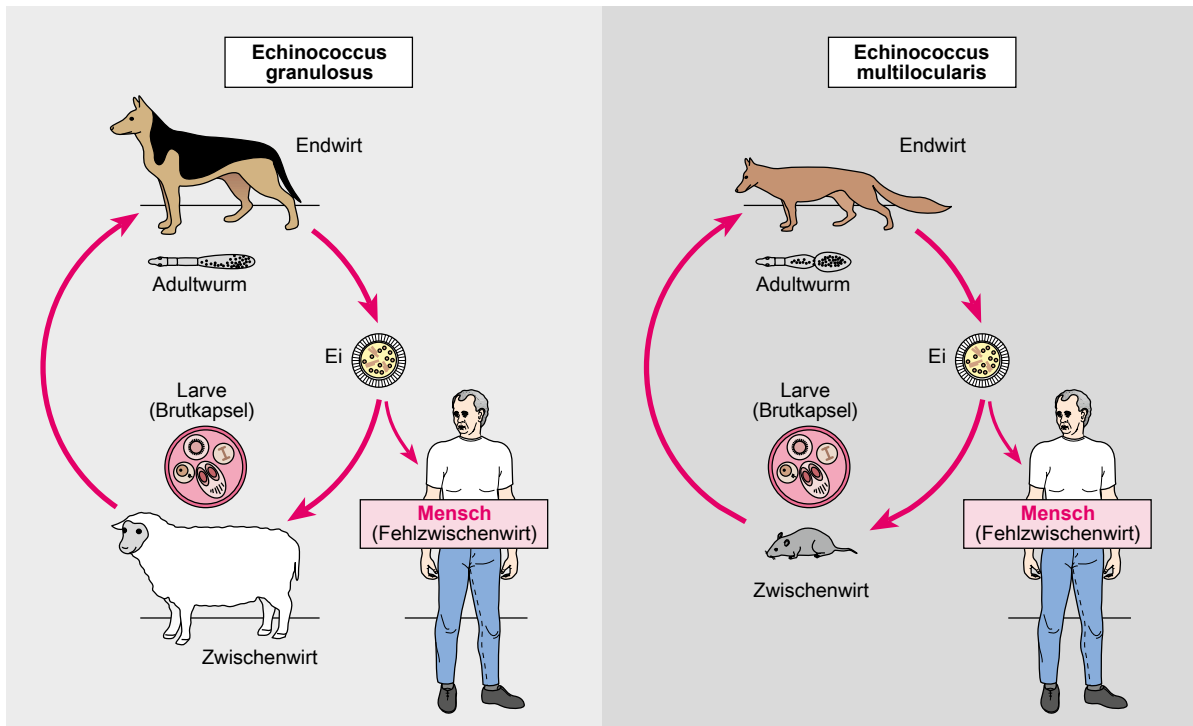 Echinococcus
granulosus
Endwirt
Adultwurm
Ei
Larve
(Brutkapsel)
Mensch
(Fehlzwischenwirt)
Zwischenwirt
Echinococcus
multilocularis
Endwirt
Adultwurm
Ei
Larve
(Brutkapsel)
Mensch
(Fehlzwischenwirt)
Zwischenwirt